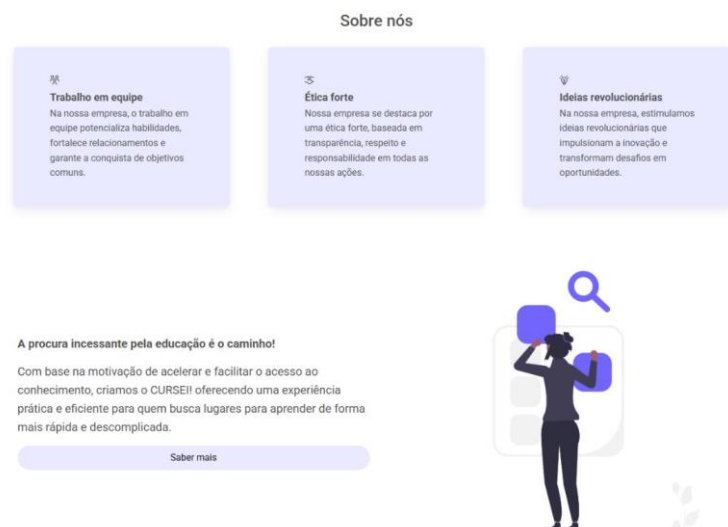 Sobre nós
Trabalho em equipe
Na nossa empresa, o trabalho em
equipe potencializa habilidades,
fortalece relacionamentos e
garante a conquista de objetivos
comuns.
Ética forte
Nossa empresa se destaca por
uma ética forte, baseada em
transparência, respeito e
responsabilidade em todas as
nossas ações.
Ideias revolucionárias
Na nossa empresa, estimulamos
ideias revolucionárias que
impulsionam a inovação e
transformam desafios em
oportunidades.
A procura incessante pela educação é o caminho!
Com base na motivação de acelerar e facilitar o acesso ao
conhecimento, criamos o CURSEI! oferecendo uma experiência
prática e eficiente para quem busca lugares para aprender de forma
mais rápida e descomplicada.
Saber mais